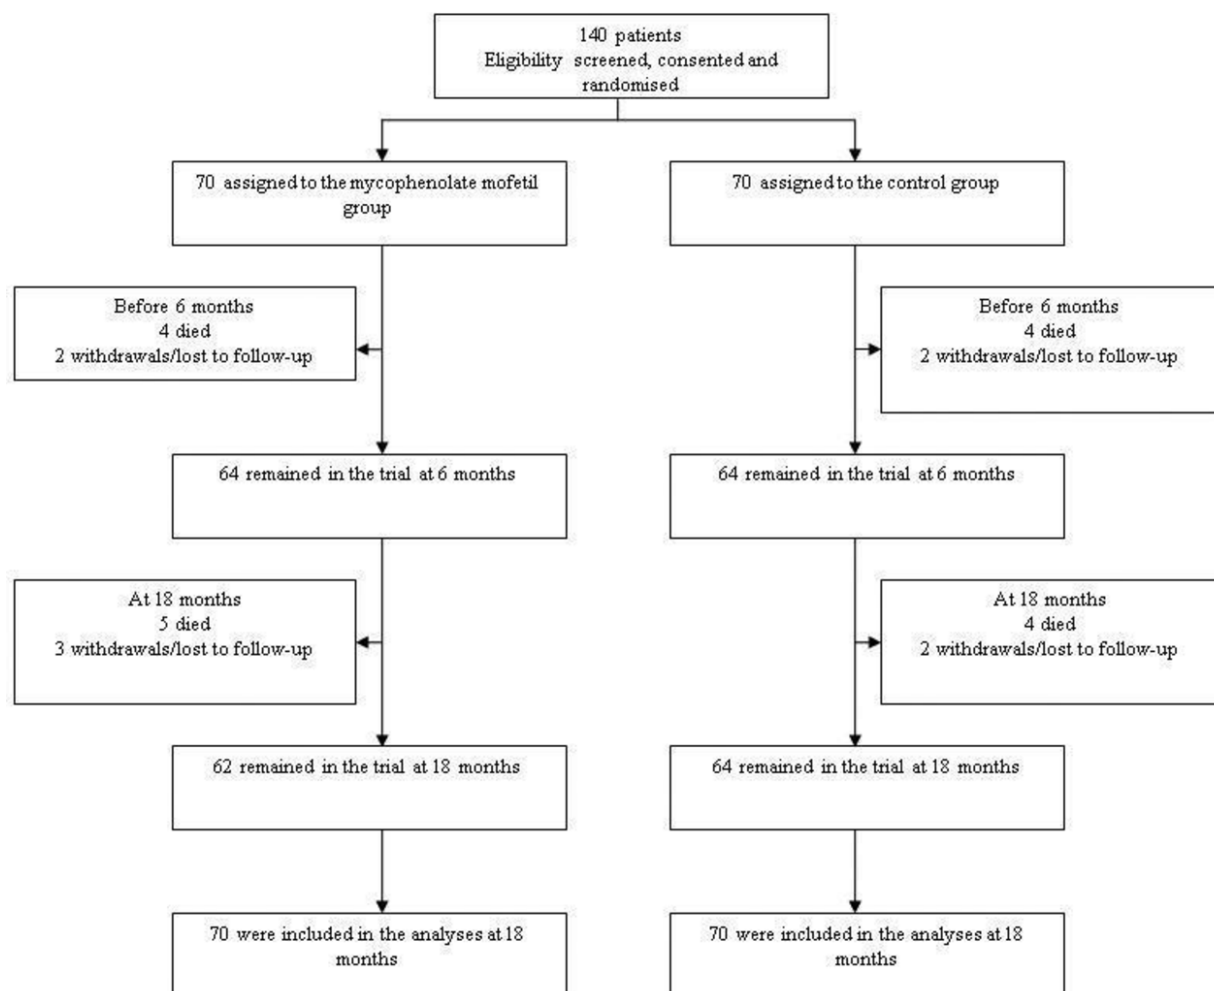 140 patients
Eligibility screened, consented and
randomised
70 assigned to the mycophenolate mofetil
group
70 assigned to the control group
Before 6 months
4 died
2 withdrawals/lost to follow-up
Before 6 months
4 died
2 withdrawals/lost to follow-up
64 remained in the trial at 6 months
64 remained in the trial at 6 months
At 18 months
5 died
3 withdrawals/lost to follow-up
At 18 months
4 died
2 withdrawals/lost to follow-up
62 remained in the trial at 18 months
64 remained in the trial at 18 months
70 were included in the analyses at 18
months
70 were included in the analyses at 18
months